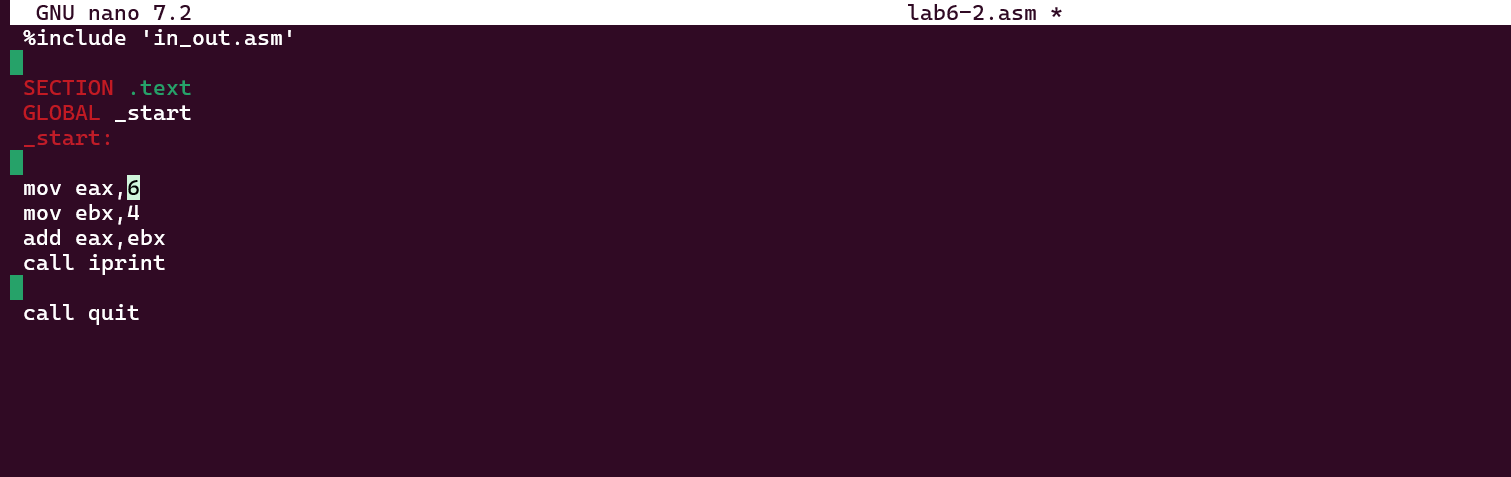 GNU nano 7.2 lab6-2.asm *
%include 'in_out.asm'
SECTION .text
GLOBAL _start
_start:
mov eax,6
mov ebx,4
add eax,ebx
call iprint
call quit